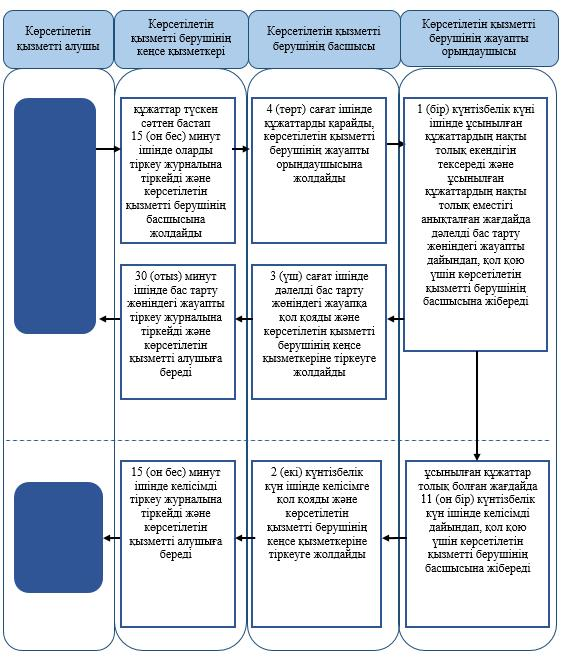 Көрсетілетін
қызметті алушы
Көрсетілетін
қызметті берушінің
кеңсе қызметкері
Көрсетілетін қызметті
берушінің басшысы
Көрсетілетін қызметті
берушінің жауапты
орындаушысы
құжаттар түскен
сәттен бастап
15 (он бес) минут
ішінде оларды
тіркеу журналына
тіркейді және
көрсетілетін
қызметті берушінің
басшысына
жолдайды
4 (төрт) сағат ішінде
құжаттарды қарайды,
көрсетілетін қызметті
берушінің жауапты
орындаушысына
жолдайды
1 (бір) күнтізбелік күні
ішінде ұсынылған
құжаттардың нақты
толық екендігін
тексереді және
ұсынылған
құжаттардың нақты
толық еместігі
анықталған жағдайда
дәлелді бас тарту
жөніндегі жауапты
дайындап, қол қою
үшін көрсетілетін
қызметті берушінің
басшысына жібереді
30 (отыз) минут
ішінде бас тарту
жөніндегі жауапты
тіркеу журналына
тіркейді және
көрсетілетін
қызметті алушыға
береді
3 (үш) сағат ішінде
дәлелді бас тарту
жөніндегі жауапқа
қол қояды және
көрсетілетін қызметті
берушінің кеңсе
қызметкеріне тіркеуге
жолдайды
15 (он бес) минут
ішінде келісімді
тіркеу журналына
тіркейді және
көрсетілетін
қызметті алушыға
береді
2 (екі) күнтізбелік
күн ішінде келісімге
қол қояды және
көрсетілетін
қызметті берушінің
кеңсе қызметкеріне
тіркеуге жолдайды
ұсынылған құжаттар
толық болған жағдайда
11 (он бір) күнтізбелік
күн ішінде келісімді
дайындап, қол қою
үшін көрсетілетін
қызметті берушінің
басшысына жібереді